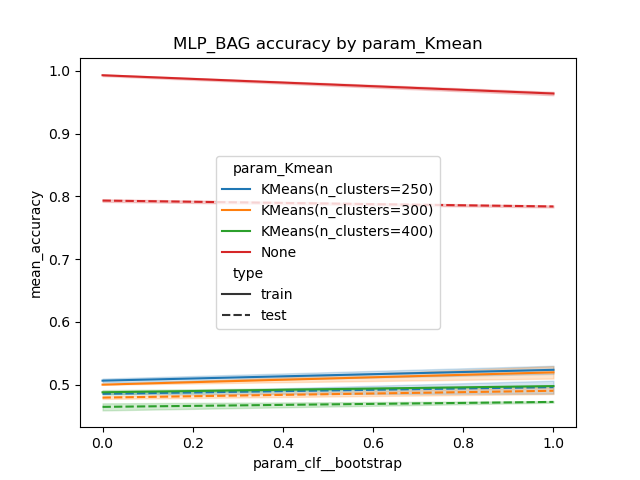 MLP_BAG accuracy by param_Kmean
mean_accuracy
1.0
0.9
0.8
0.7
0.6
0.5
param_Kmean
KMeans(n_clusters=250)
KMeans(n_clusters=300)
KMeans(n_clusters=400)
None
type
train
test
0.0 0.2 0.4 0.6 0.8 1.0
param_clf__bootstrap